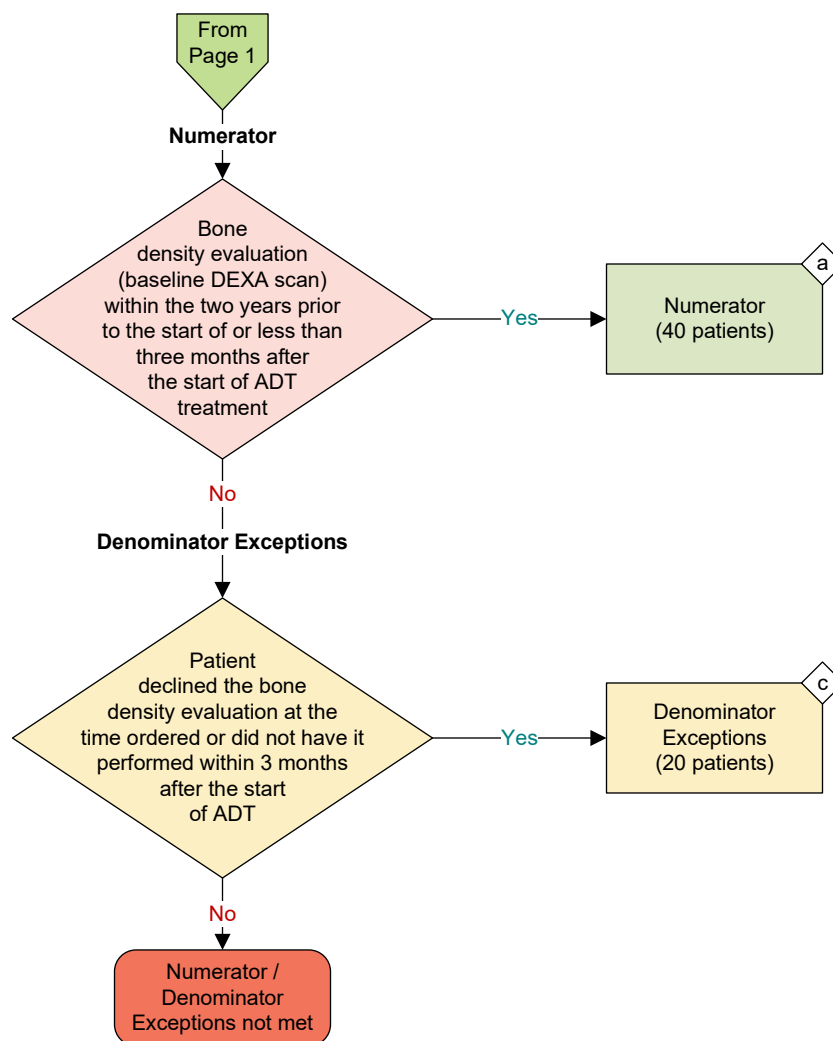 From
Page 1
Numerator
Bone
density evaluation
(baseline DEXA scan)
within the two years prior
to the start of or less than
three months after
the start of ADT
treatment
Yes
a
Numerator
(40 patients)
No
Denominator Exceptions
Patient
declined the bone
density evaluation at the
time ordered or did not have it
performed within 3 months
after the start
of ADT
Yes
c
Denominator
Exceptions
(20 patients)
No
Numerator /
Denominator
Exceptions not met